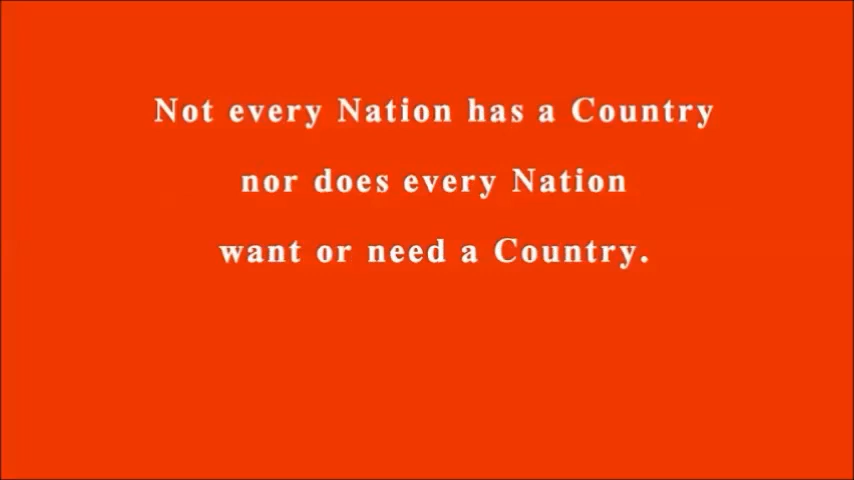 Not every Nation has a Country
nor does every Nation
want or need a Country.